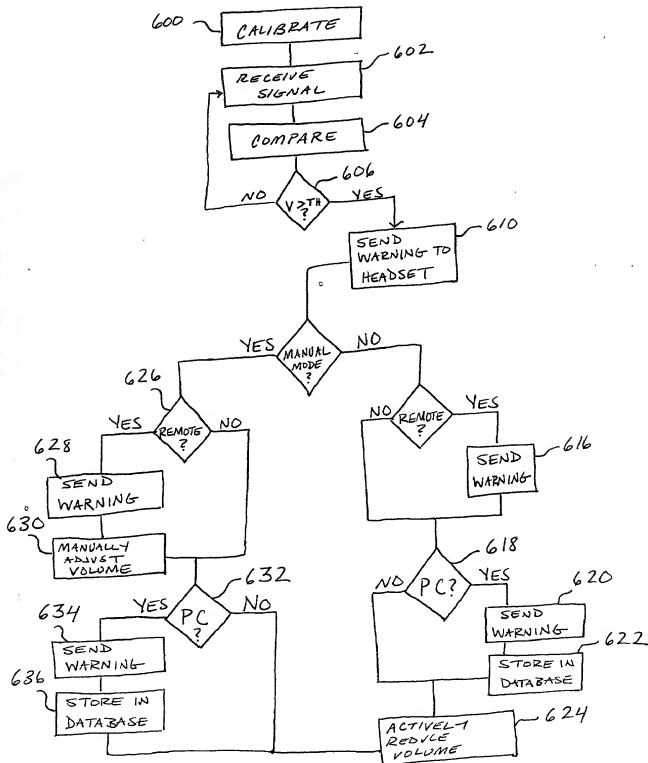 600
CALIBRATE
602
RECEIVE
SIGNAL
COMPARE
604
606
NO
V>TH
?
YES
610
SEND
WARNING TO
HEADSET
YES
MANUAL
MODE
?
NO
626
YES
REMOTE
?
NO
NO
REMOTE
?
YES
628
SEND
WARNING
616
SEND
WARNING
630
MANUALLY
ADJUST
VOLUME
618
632
NO
PC?
YES
620
634
YES
PC
?
NO
SEND
WARNING
622
SEND
WARNING
STORE IN
DATABASE
636
STORE IN
DATABASE
624
ACTIVELY
REDUCE
VOLUME